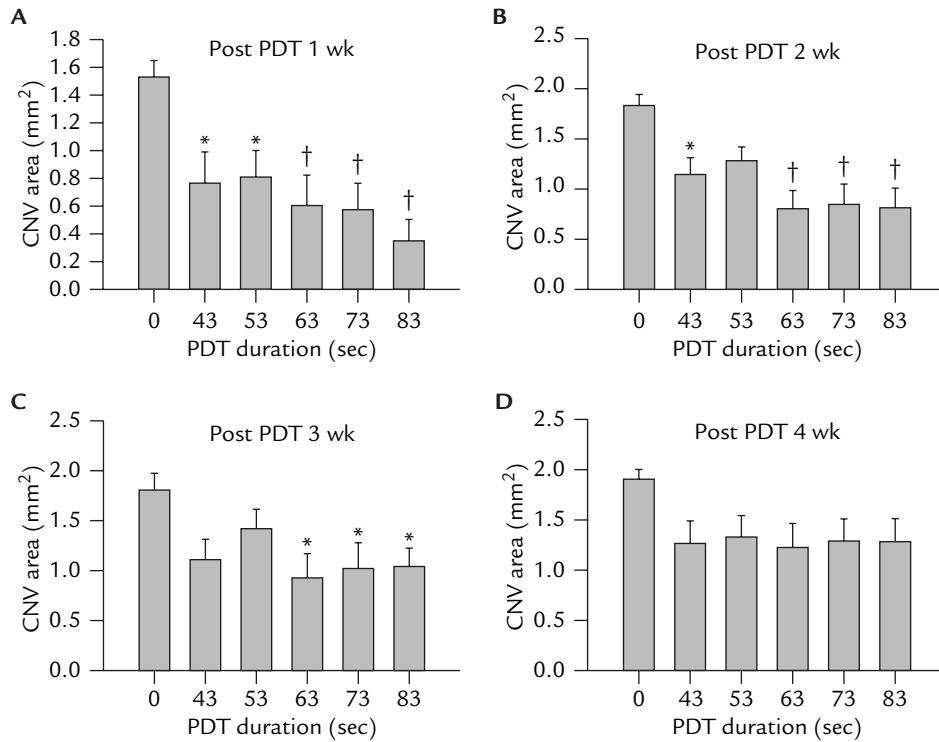 A
Post PDT 1 wk
CNV area (mm²)
1.8
1.6
1.4
1.2
1.0
0.8
0.6
0.4
0.2
0.0
* * † † †
0 43 53 63 73 83
PDT duration (sec)
B
Post PDT 2 wk
CNV area (mm²)
2.5
2.0
1.5
1.0
0.5
0.0
* † † †
0 43 53 63 73 83
PDT duration (sec)
C
Post PDT 3 wk
CNV area (mm²)
2.5
2.0
1.5
1.0
0.5
0.0
* * *
0 43 53 63 73 83
PDT duration (sec)
D
Post PDT 4 wk
CNV area (mm²)
2.5
2.0
1.5
1.0
0.5
0.0
0 43 53 63 73 83
PDT duration (sec)